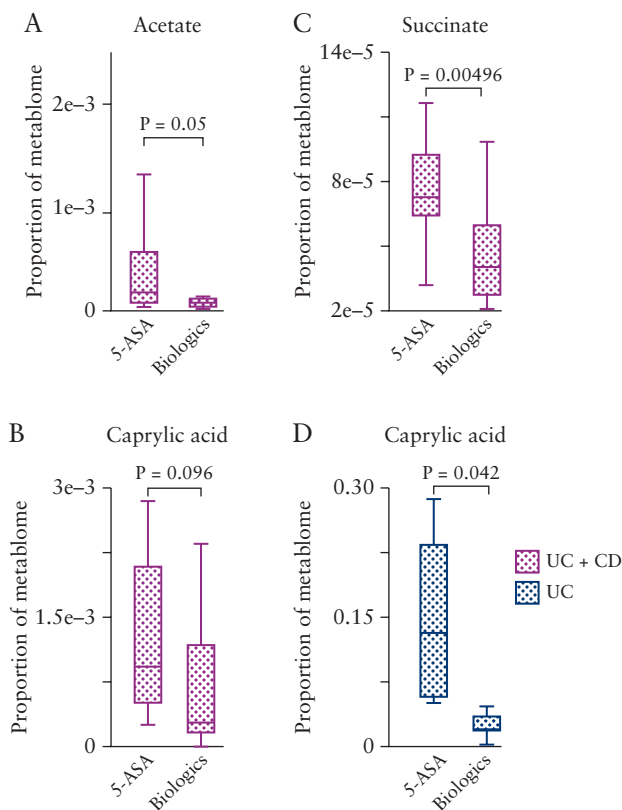 A
Acetate
Proportion of metablome
2e–3
1e–3
0
P = 0.05
5-ASA
Biologics
C
Succinate
Proportion of metablome
14e–5
8e–5
2e–5
P = 0.00496
5-ASA
Biologics
B
Caprylic acid
Proportion of metablome
3e–3
1.5e–3
0
P = 0.096
5-ASA
Biologics
D
Caprylic acid
Proportion of metablome
0.30
0.15
0
P = 0.042
5-ASA
Biologics
UC + CD
UC